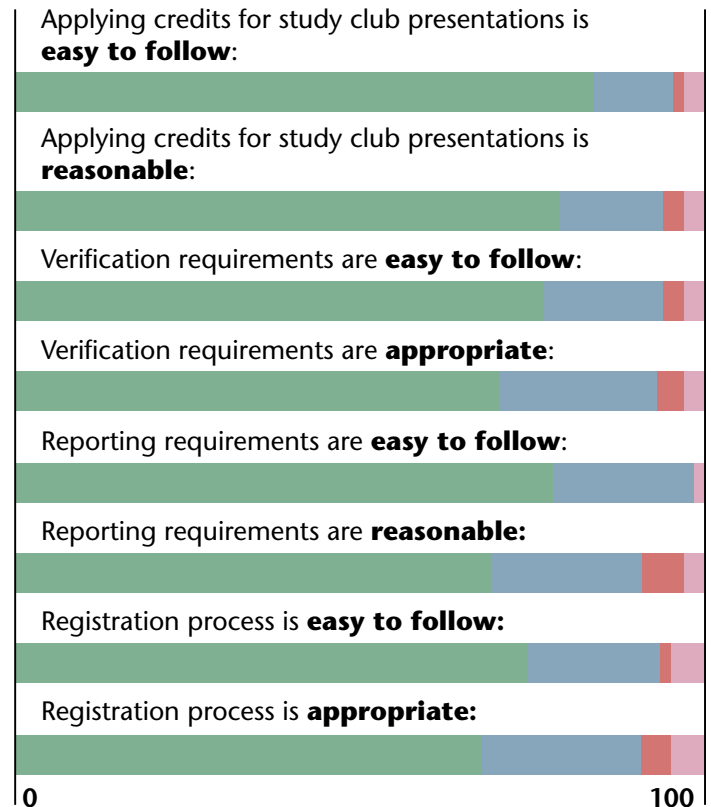 Applying credits for study club presentations is
easy to follow:
Applying credits for study club presentations is
reasonable:
Verification requirements are easy to follow:
Verification requirements are appropriate:
Reporting requirements are easy to follow:
Reporting requirements are reasonable:
Registration process is easy to follow:
Registration process is appropriate:
0 100